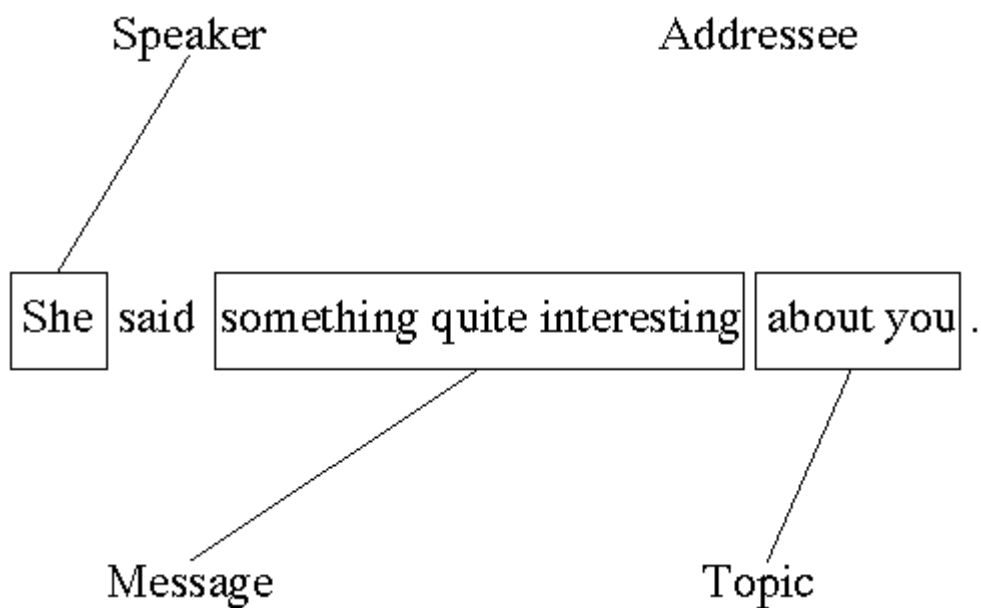 Speaker Addressee
She said something quite interesting about you .
Message Topic